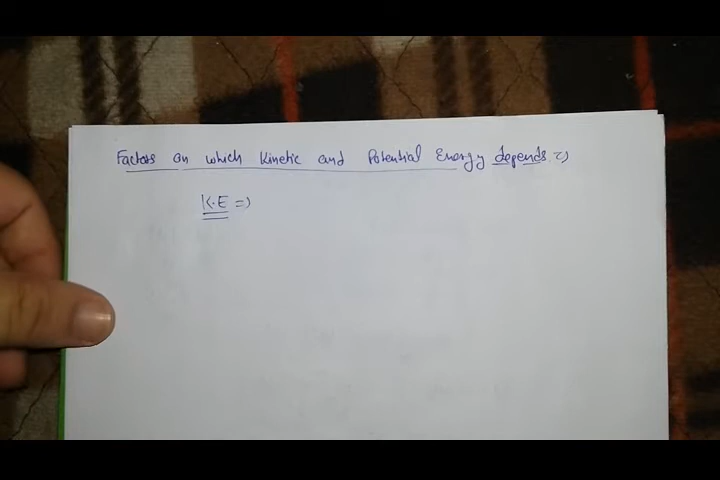 Factors on which Kinetic and Potential Energy depends =)
K.E =)